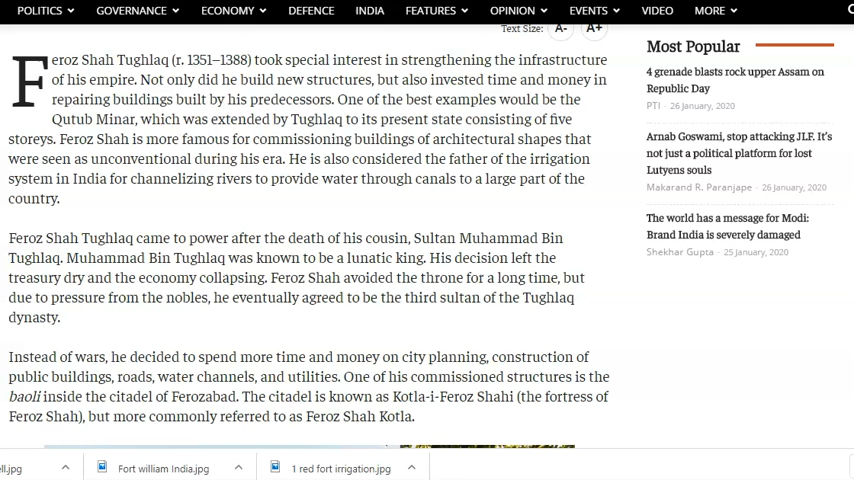 POLITICS GOVERNANCE ECONOMY DEFENCE INDIA FEATURES OPINION EVENTS VIDEO MORE
Text Size: A- A+
Feroz Shah Tughlaq (r. 1351–1388) took special interest in strengthening the infrastructure
of his empire. Not only did he build new structures, but also invested time and money in
repairing buildings built by his predecessors. One of the best examples would be the
Qutub Minar, which was extended by Tughlaq to its present state consisting of five
storeys. Feroz Shah is more famous for commissioning buildings of architectural shapes that
were seen as unconventional during his era. He is also considered the father of the irrigation
system in India for channelizing rivers to provide water through canals to a large part of the
country.
Feroz Shah Tughlaq came to power after the death of his cousin, Sultan Muhammad Bin
Tughlaq. Muhammad Bin Tughlaq was known to be a lunatic king. His decision left the
treasury dry and the economy collapsing. Feroz Shah avoided the throne for a long time, but
due to pressure from the nobles, he eventually agreed to be the third sultan of the Tughlaq
dynasty.
Instead of wars, he decided to spend more time and money on city planning, construction of
public buildings, roads, water channels, and utilities. One of his commissioned structures is the
baoli inside the citadel of Ferozabad. The citadel is known as Kotla-i-Feroz Shahi (the fortress of
Feroz Shah), but more commonly referred to as Feroz Shah Kotla.
Most Popular
4 grenade blasts rock upper Assam on
Republic Day
PTI - 26 January, 2020
Arnab Goswami, stop attacking JLF. It's
not just a political platform for lost
Lutyens souls
Makarand R. Paranjape - 26 January, 2020
The world has a message for Modi:
Brand India is severely damaged
Shekhar Gupta - 25 January, 2020
ell.jpg Fort william India.jpg 1 red fort irrigation.jpg